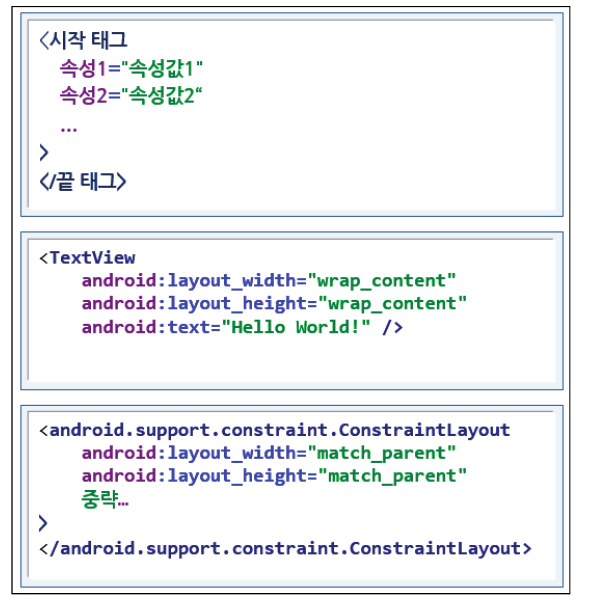 <시작 태그
속성1="속성값1"
속성2="속성값2“
...
>
</끝 태그>
<TextView
android:layout_width="wrap_content"
android:layout_height="wrap_content"
android:text="Hello World!" />
<android.support.constraint.ConstraintLayout
android:layout_width="match_parent"
android:layout_height="match_parent"
중략…
>
</android.support.constraint.ConstraintLayout>